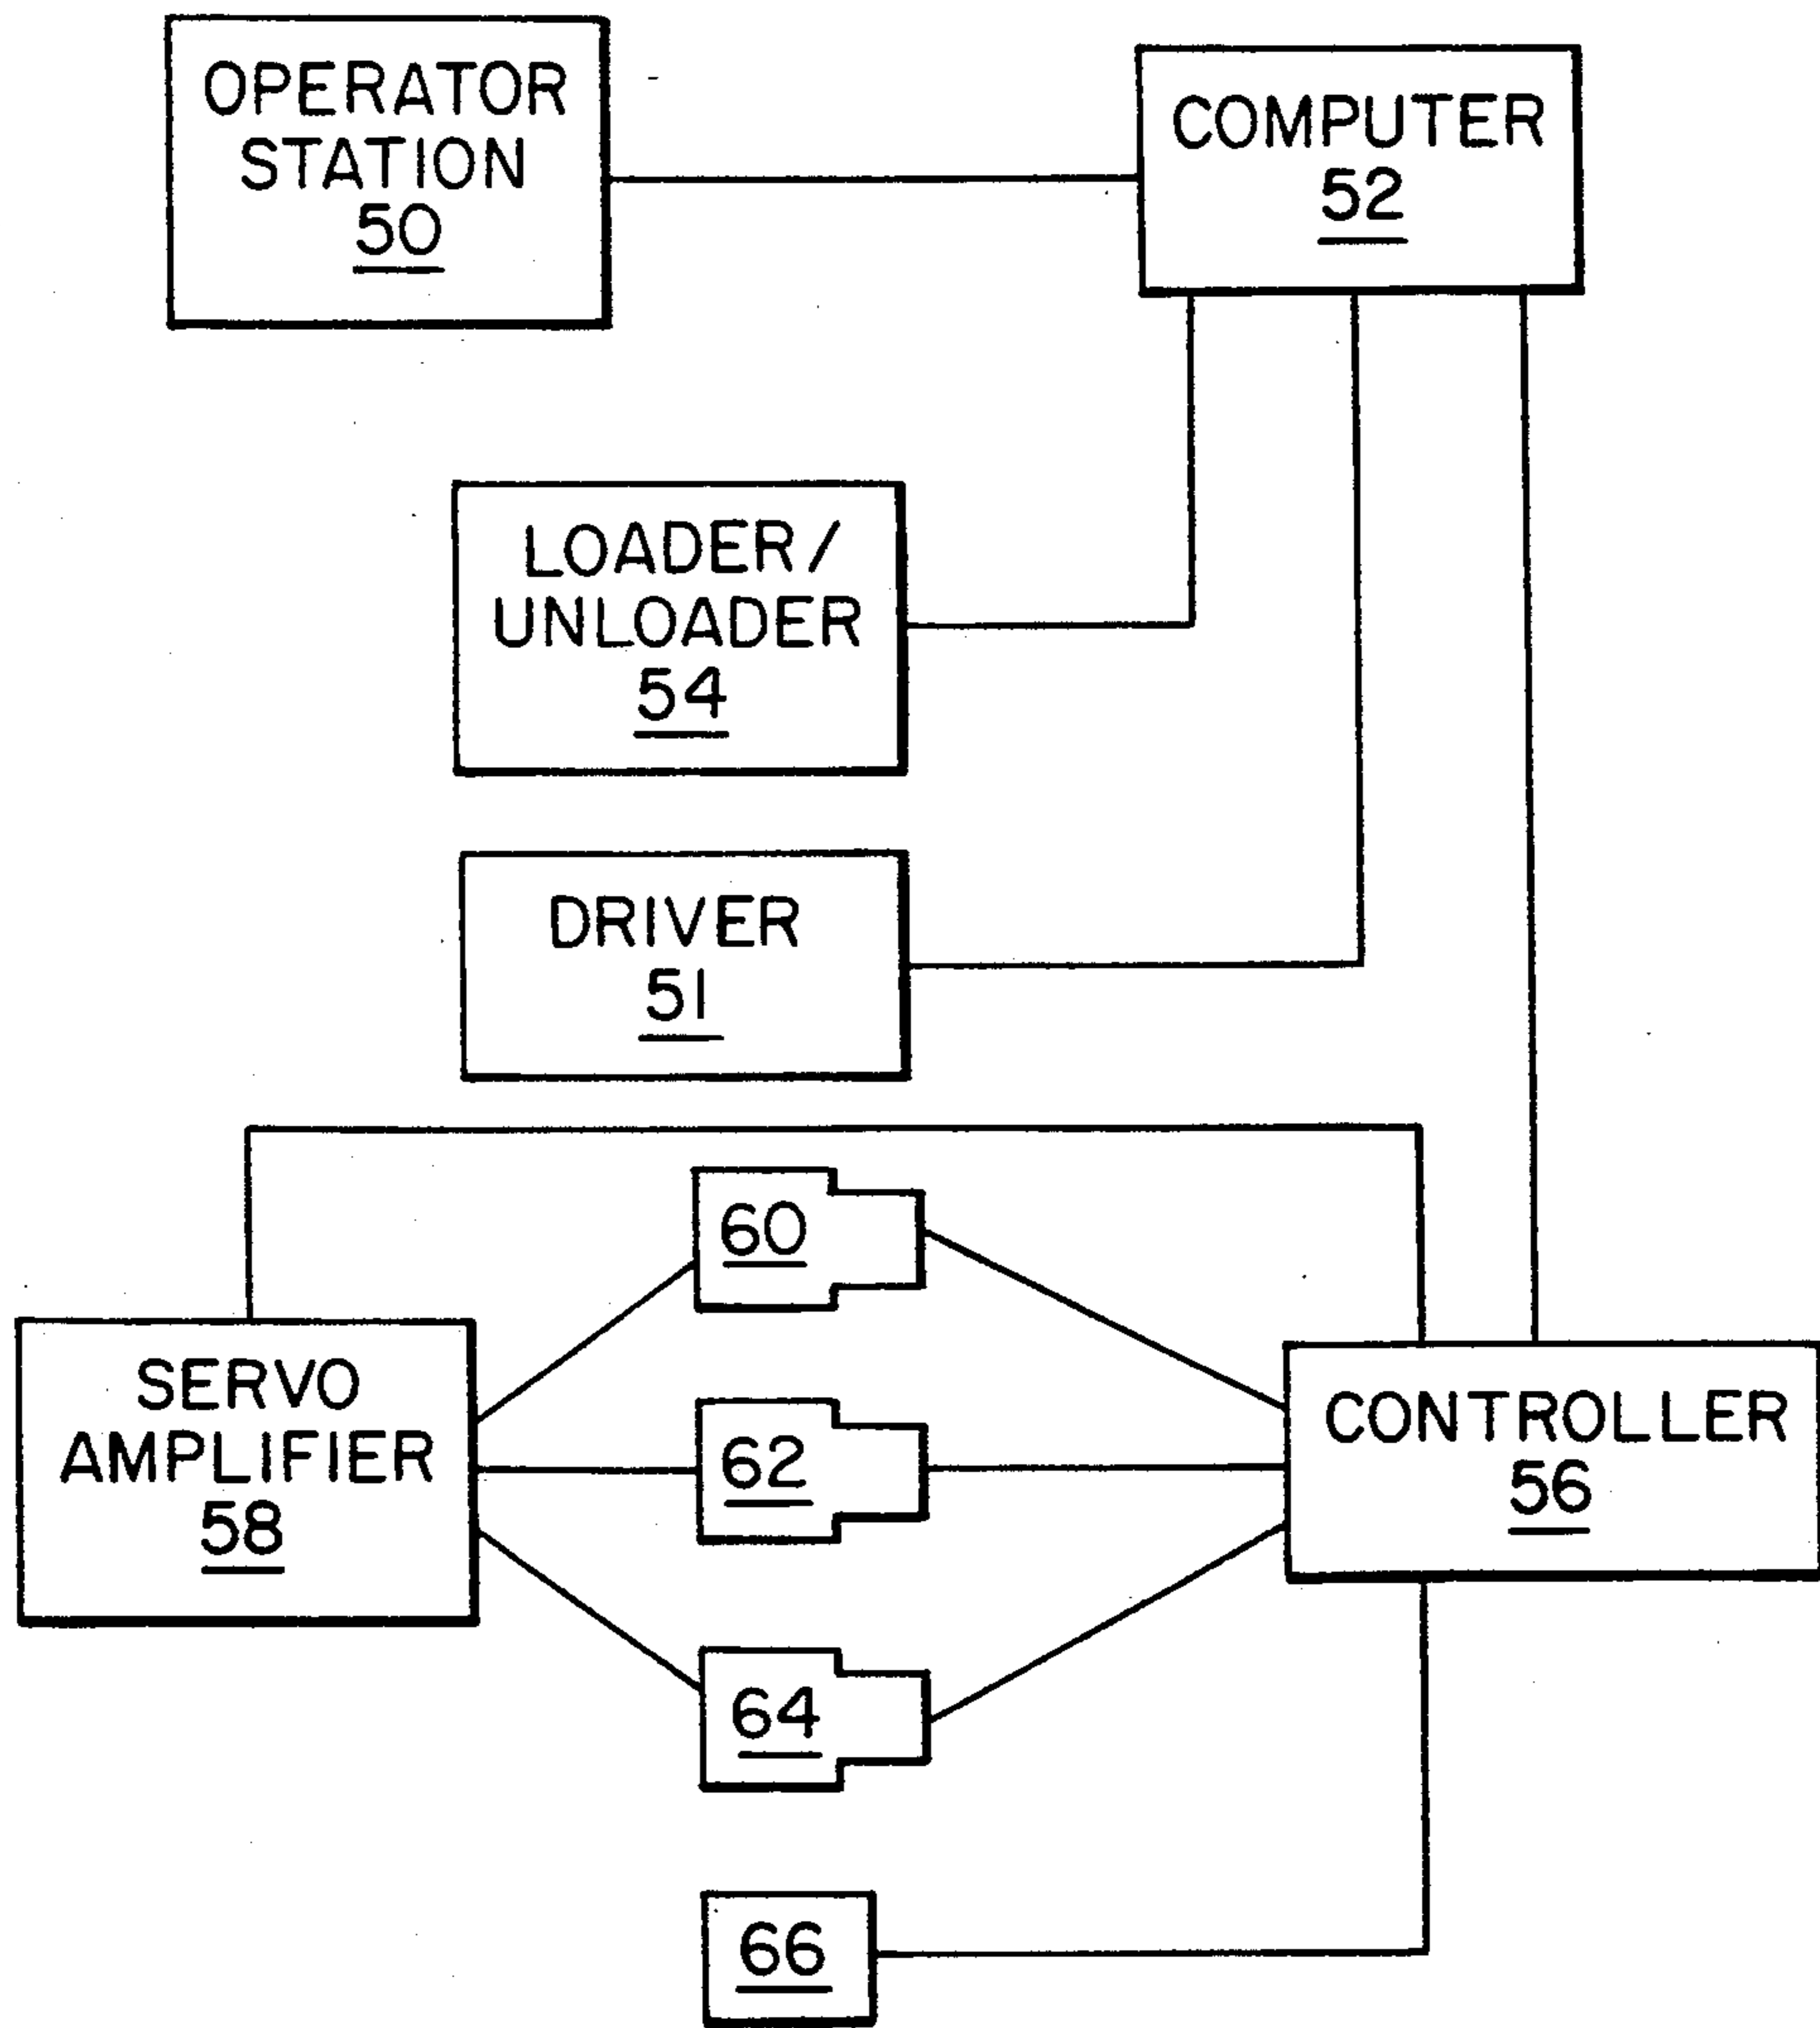 OPERATOR
STATION
50
COMPUTER
52
LOADER/
UNLOADER
54
DRIVER
51
60
SERVO
AMPLIFIER
58
62
CONTROLLER
56
64
66